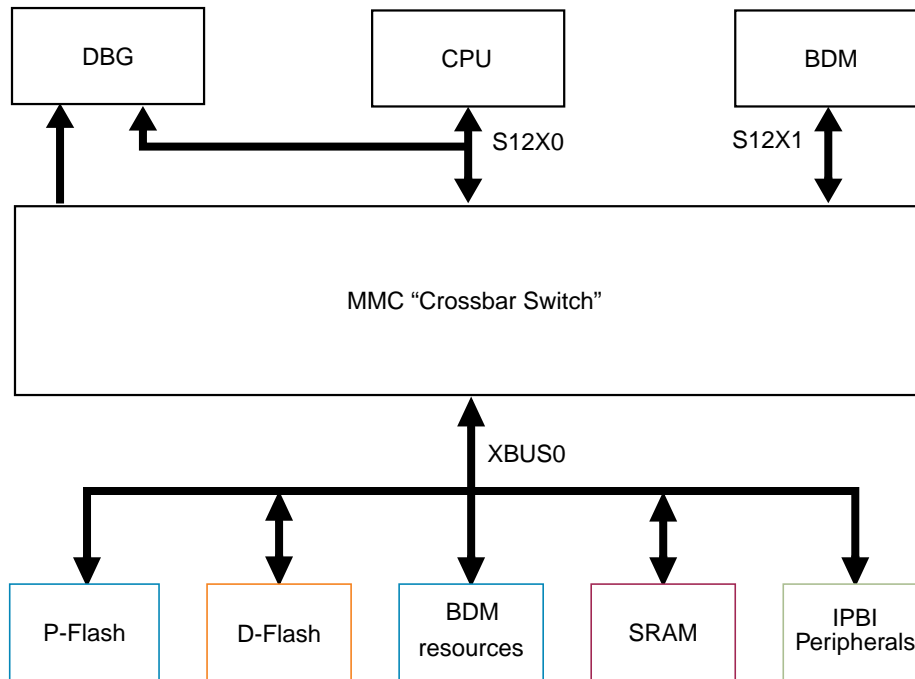 DBG
CPU
BDM
S12X0
S12X1
MMC “Crossbar Switch”
XBUS0
P-Flash
D-Flash
BDM
resources
SRAM
IPBI
Peripherals